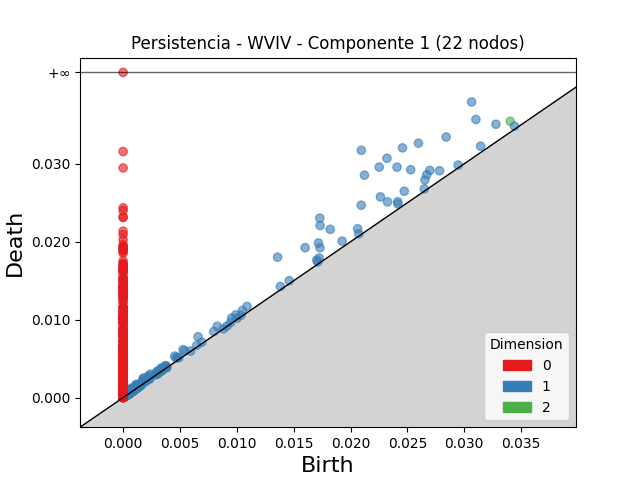 Persistencia - WVIV - Componente 1 (22 nodos)
+∞
0.030
0.020
0.010
0.000
Death
Dimension
0
1
2
0.000 0.005 0.010 0.015 0.020 0.025 0.030 0.035
Birth